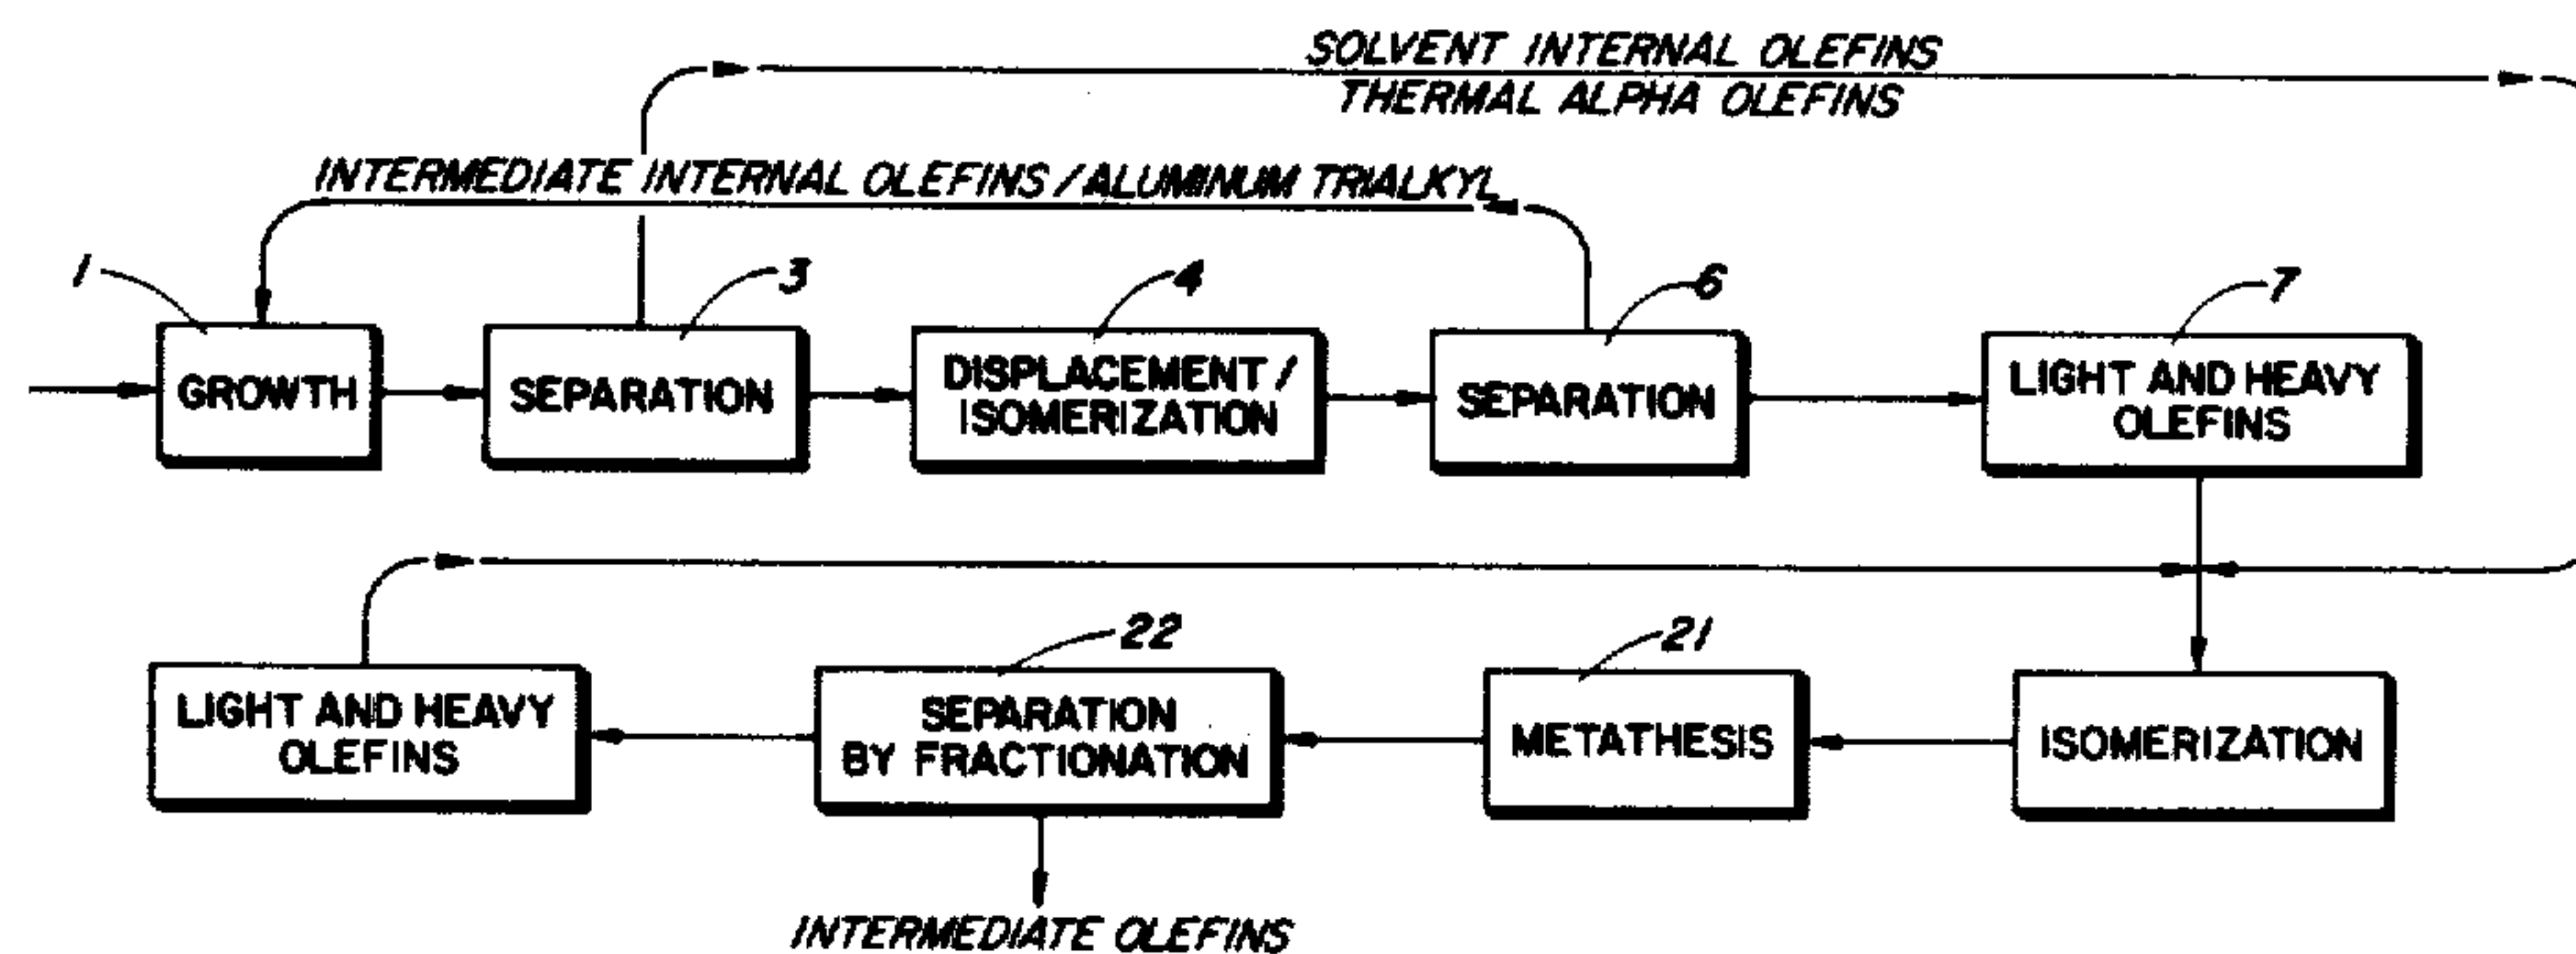 SOLVENT INTERNAL OLEFINS
THERMAL ALPHA OLEFINS
INTERMEDIATE INTERNAL OLEFINS / ALUMINUM TRIALKYL
1
3
4
6
7
GROWTH
SEPARATION
DISPLACEMENT /
ISOMERIZATION
SEPARATION
LIGHT AND HEAVY
OLEFINS
22
21
LIGHT AND HEAVY
OLEFINS
SEPARATION
BY FRACTIONATION
METATHESIS
ISOMERIZATION
INTERMEDIATE OLEFINS